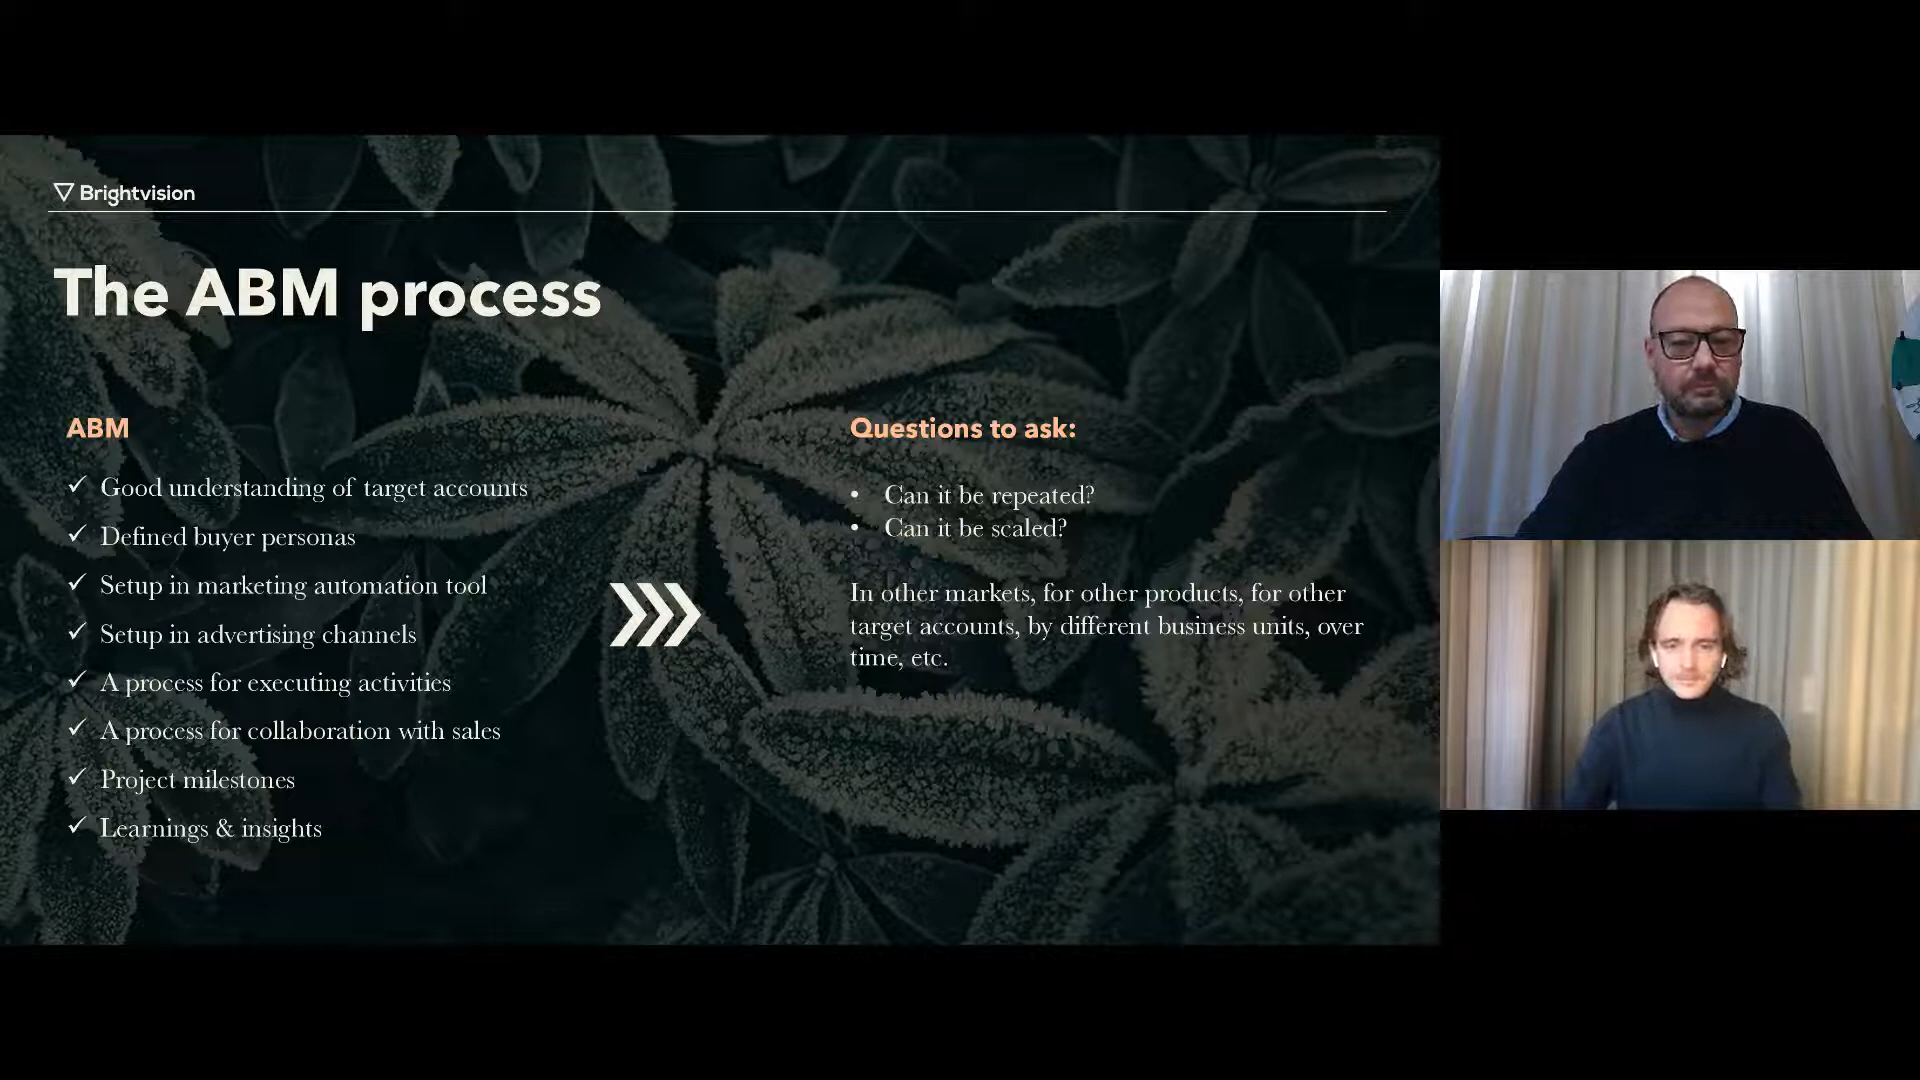 Brightvision
The ABM process
ABM
✓ Good understanding of target accounts
✓ Defined buyer personas
✓ Setup in marketing automation tool
✓ Setup in advertising channels
✓ A process for executing activities
✓ A process for collaboration with sales
✓ Project milestones
✓ Learnings & insights
Questions to ask:
• Can it be repeated?
• Can it be scaled?
In other markets, for other products, for other
target accounts, by different business units, over
time, etc.